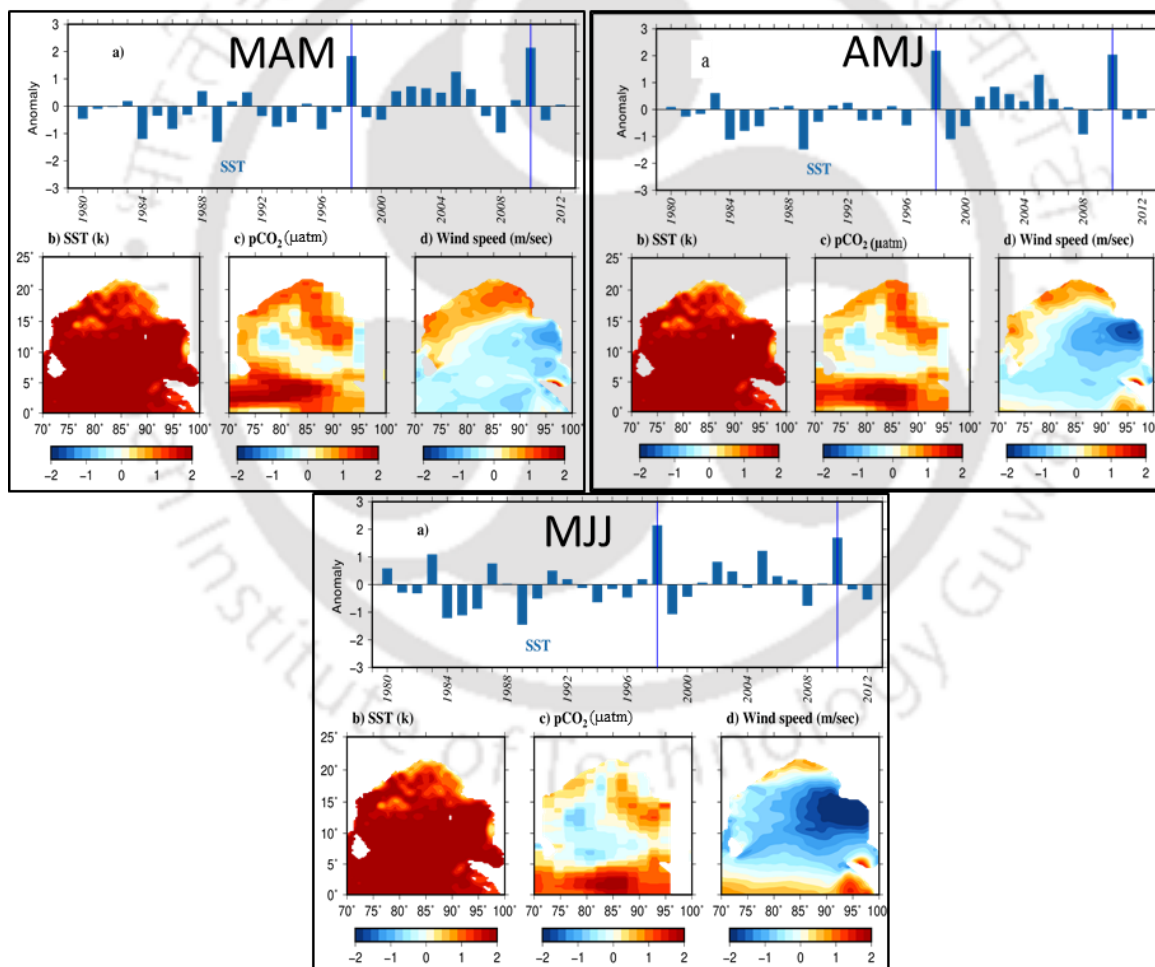 MAM
a)
Anomaly
3
2
1
0
−1
−2
−3
SST
1980 1984 1988 1992 1996 2000 2004 2008 2012
b) SST (k) c) pCO₂ (µatm) d) Wind speed (m/sec)
25°
20°
15°
10°
5°
0°
70° 75° 80° 85° 90° 95° 100° 70° 75° 80° 85° 90° 95° 100° 70° 75° 80° 85° 90° 95° 100°
−2 −1 0 1 2 −2 −1 0 1 2 −2 −1 0 1 2
AMJ
a
Anomaly
3
2
1
0
−1
−2
−3
SST
1980 1984 1988 1992 1996 2000 2004 2008 2012
b) SST (k) c) pCO₂ (µatm) d) Wind speed (m/sec)
25°
20°
15°
10°
5°
0°
70° 75° 80° 85° 90° 95° 100° 70° 75° 80° 85° 90° 95° 100° 70° 75° 80° 85° 90° 95° 100°
−2 −1 0 1 2 −2 −1 0 1 2 −2 −1 0 1 2
MJJ
a)
Anomaly
3
2
1
0
−1
−2
−3
SST
1980 1984 1988 1992 1996 2000 2004 2008 2012
b) SST (k) c) pCO₂ (µatm) d) Wind speed (m/sec)
25°
20°
15°
10°
5°
0°
70° 75° 80° 85° 90° 95° 100° 70° 75° 80° 85° 90° 95° 100° 70° 75° 80° 85° 90° 95° 100°
−2 −1 0 1 2 −2 −1 0 1 2 −2 −1 0 1 2
Institute of Technology